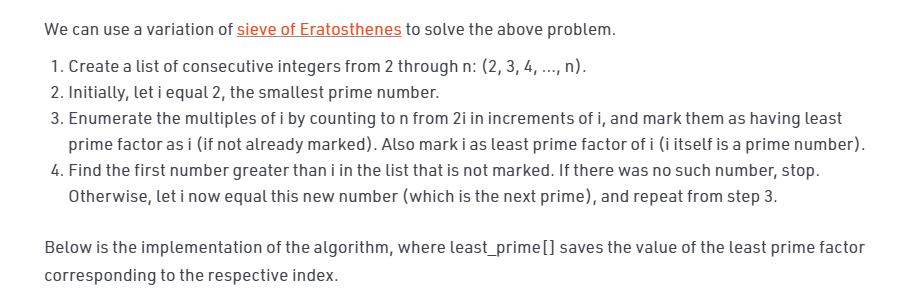 We can use a variation of sieve of Eratosthenes to solve the above problem.
1. Create a list of consecutive integers from 2 through n: (2, 3, 4, ..., n).
2. Initially, let i equal 2, the smallest prime number.
3. Enumerate the multiples of i by counting to n from 2i in increments of i, and mark them as having least
prime factor as i (if not already marked). Also mark i as least prime factor of i (i itself is a prime number).
4. Find the first number greater than i in the list that is not marked. If there was no such number, stop.
Otherwise, let i now equal this new number (which is the next prime), and repeat from step 3.
Below is the implementation of the algorithm, where least_prime[] saves the value of the least prime factor
corresponding to the respective index.